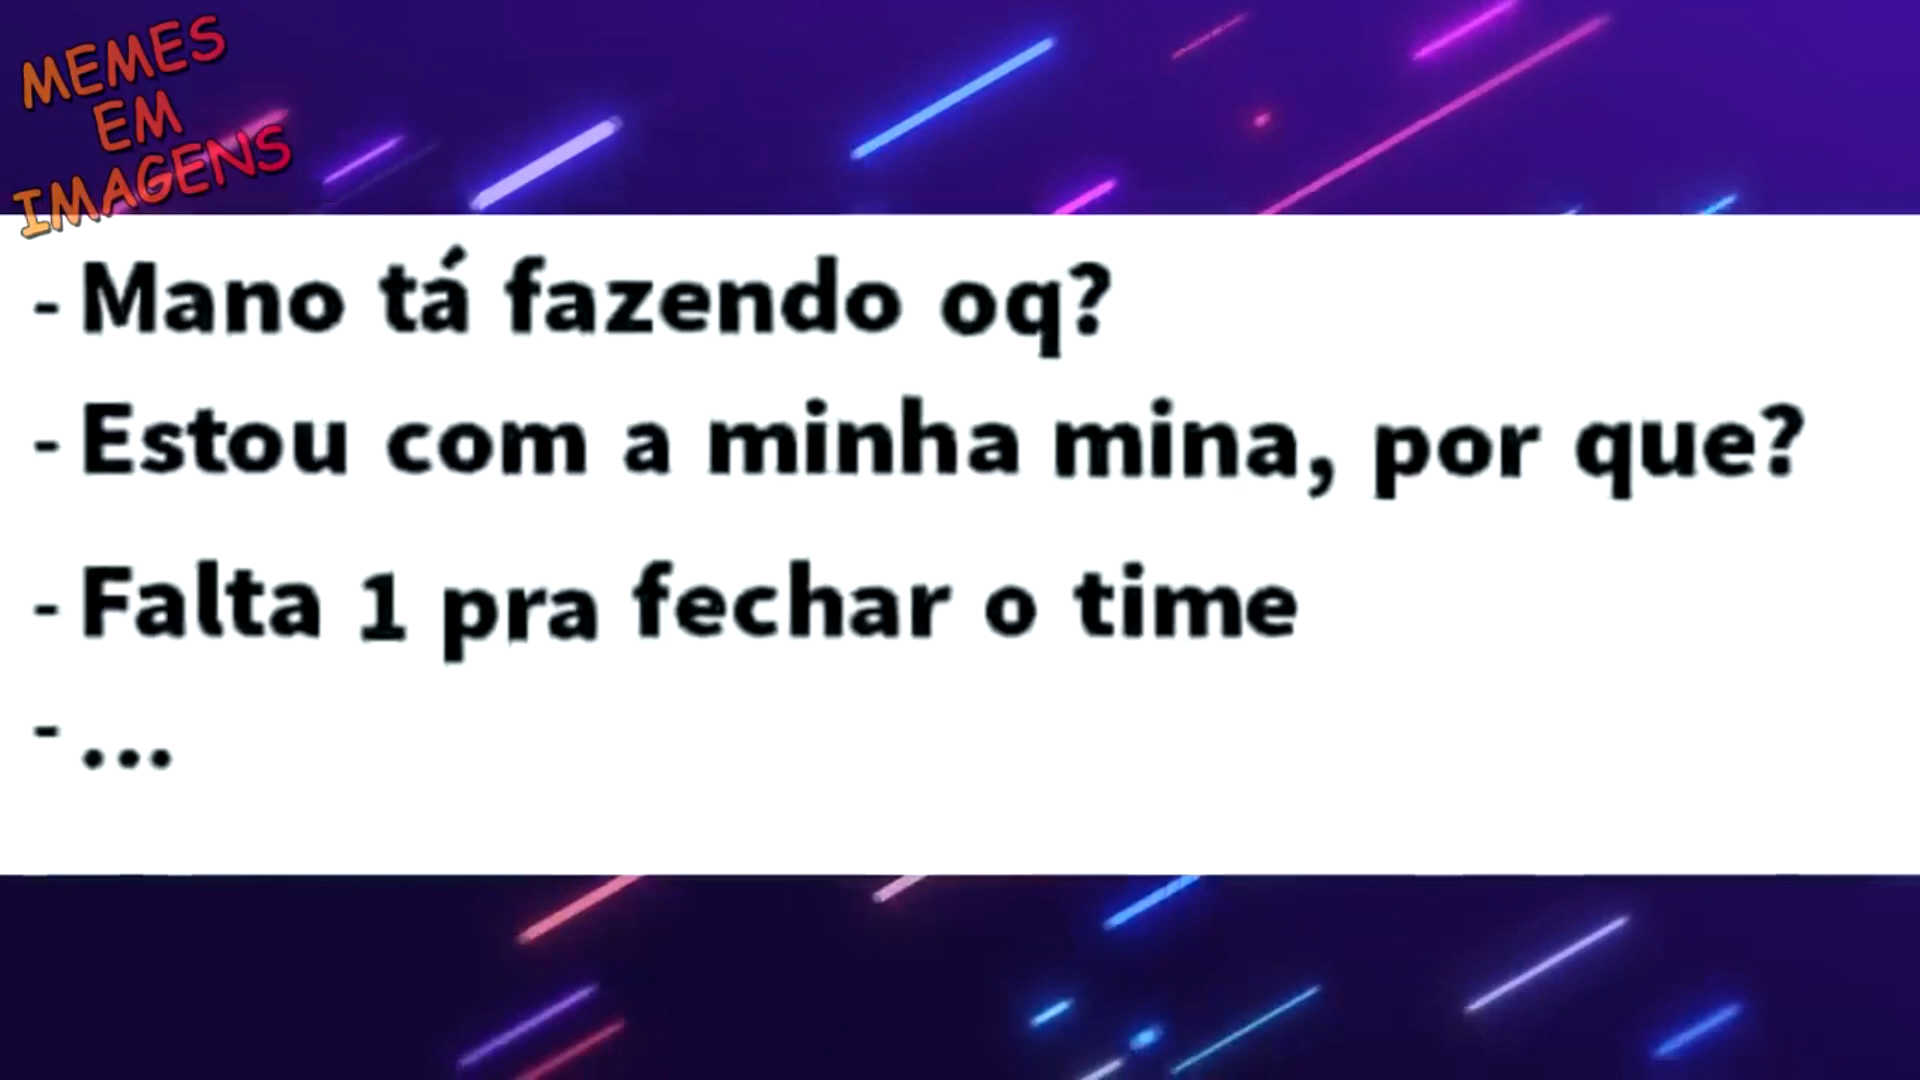 MEMES
EM
IMAGENS
- Mano tá fazendo oq?
- Estou com a minha mina, por que?
- Falta 1 pra fechar o time
- ...